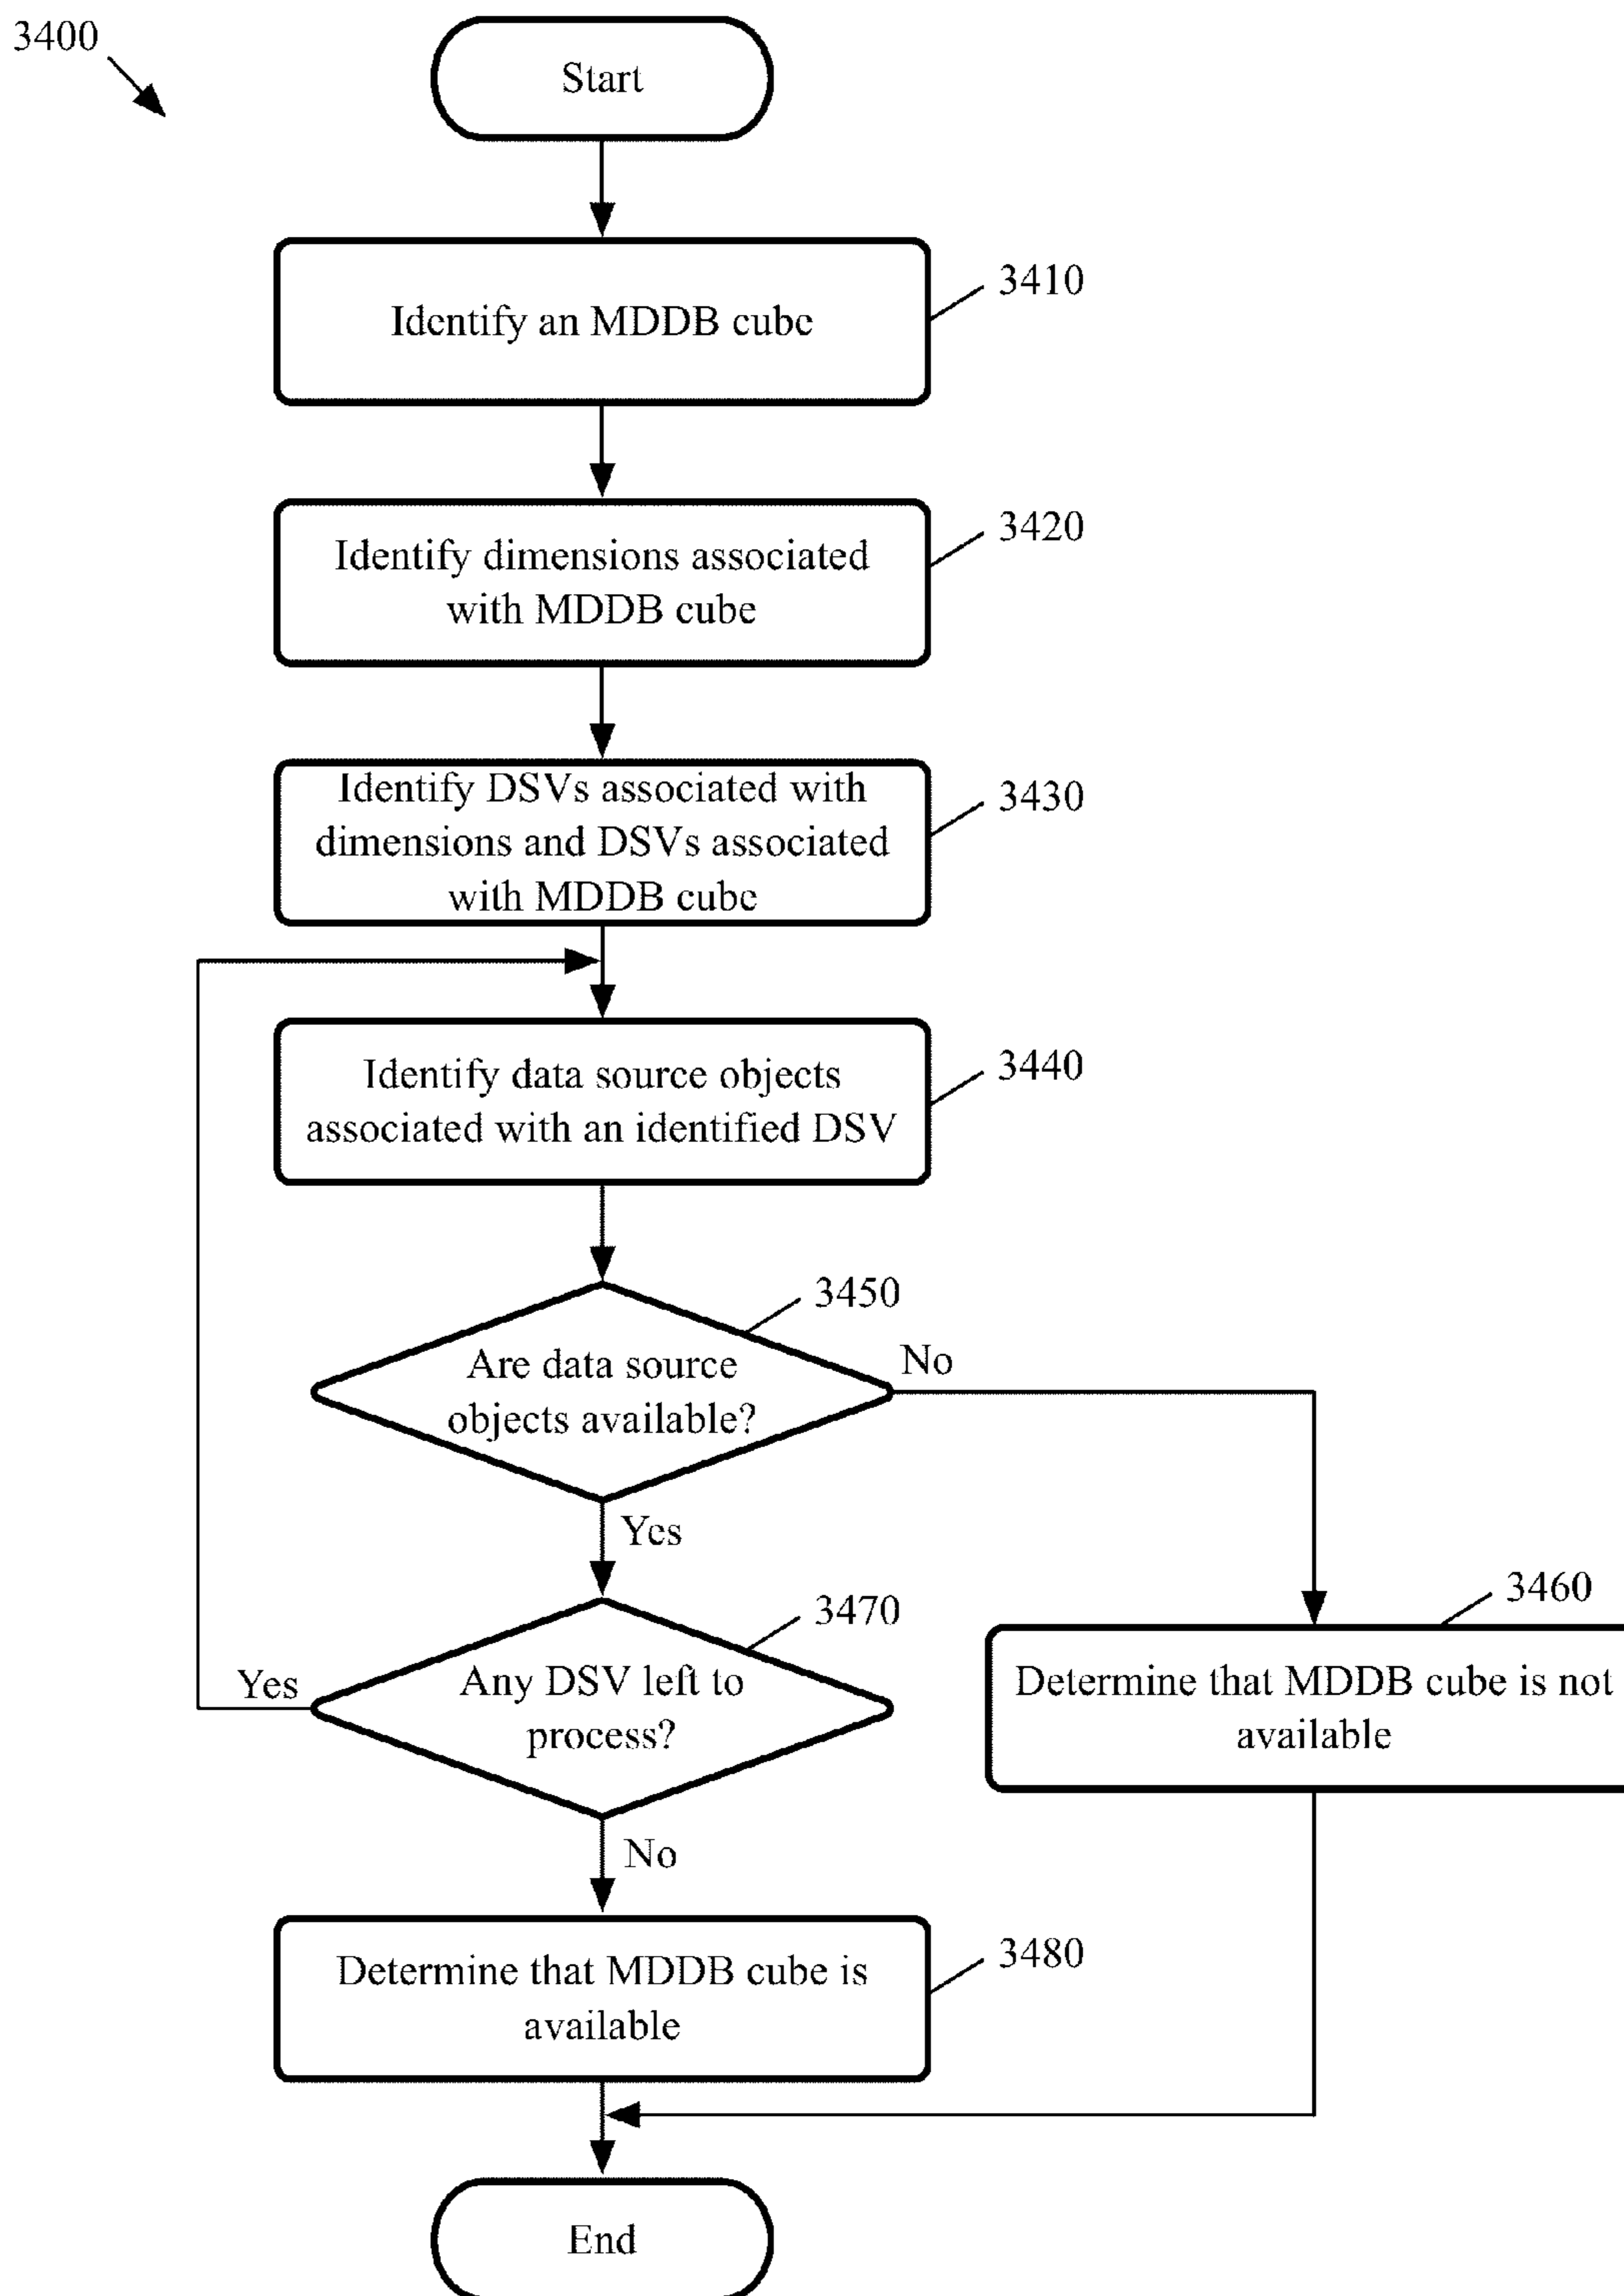 3400
Start
Identify an MDDB cube
3410
Identify dimensions associated
with MDDB cube
3420
Identify DSVs associated with
dimensions and DSVs associated
with MDDB cube
3430
Identify data source objects
associated with an identified DSV
3440
Are data source
objects available?
3450
No
Yes
Any DSV left to
process?
3470
Yes
No
Determine that MDDB cube is not
available
3460
Determine that MDDB cube is
available
3480
End